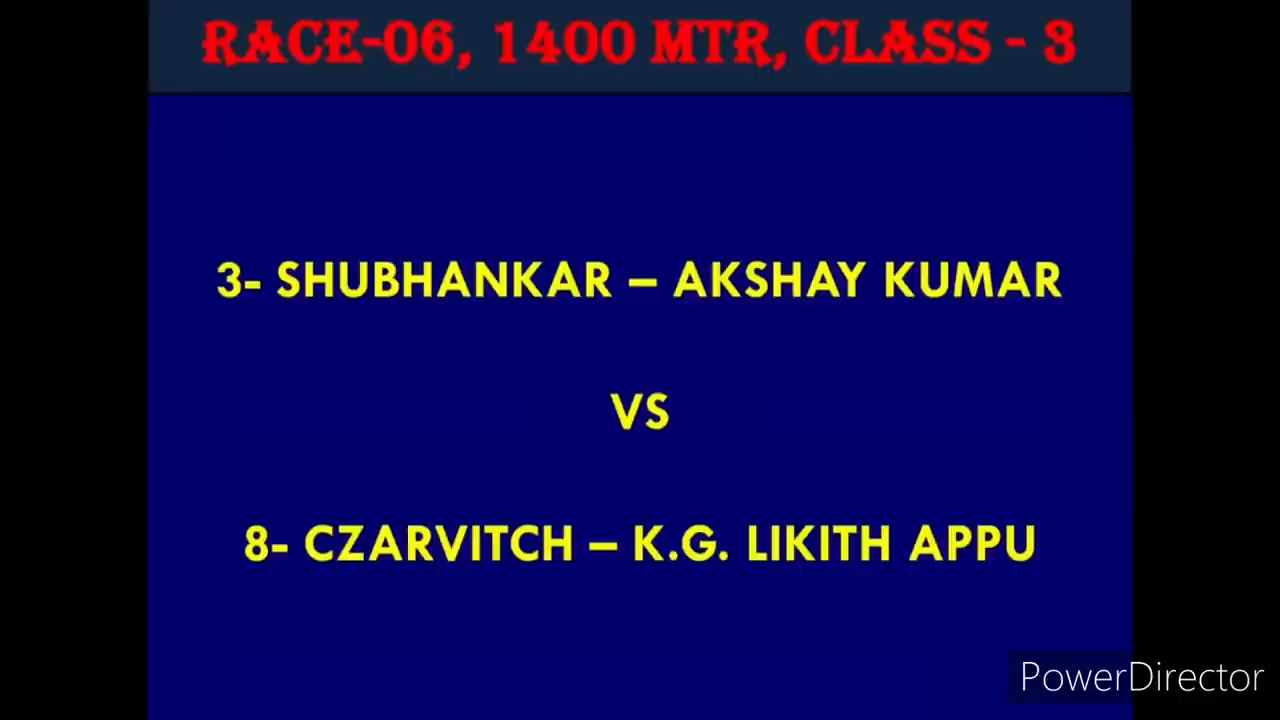 RACE-06, 1400 MTR, CLASS - 3
3- SHUBHANKAR – AKSHAY KUMAR
VS
8- CZARVITCH – K.G. LIKITH APPU
PowerDirector